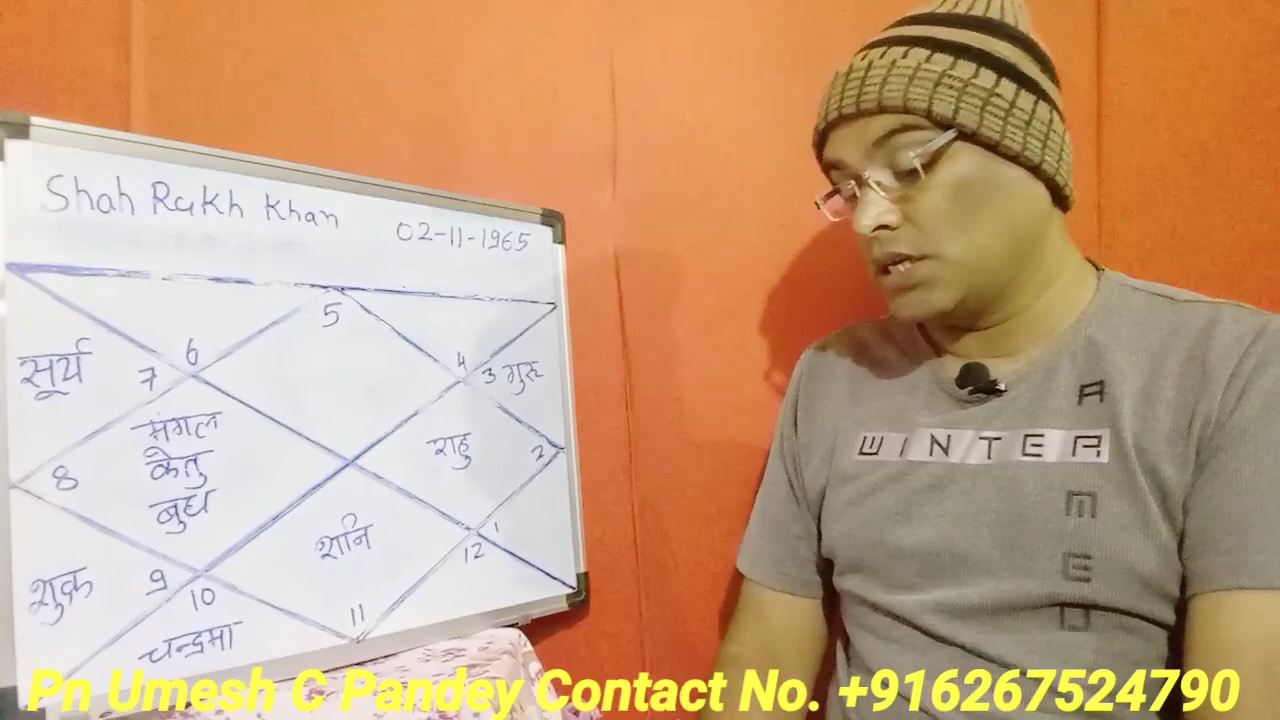 Shah Rukh Khan 02-11-1965
5
6
4
सूर्य 7
3 गुरू
मंगल
केतु
बुध
राहु
2
8
शनि
1
12
शुक्र 9
10
11
चन्द्रमा
WINTER
AMEO
Pn Umesh C Pandey Contact No. +916267524790